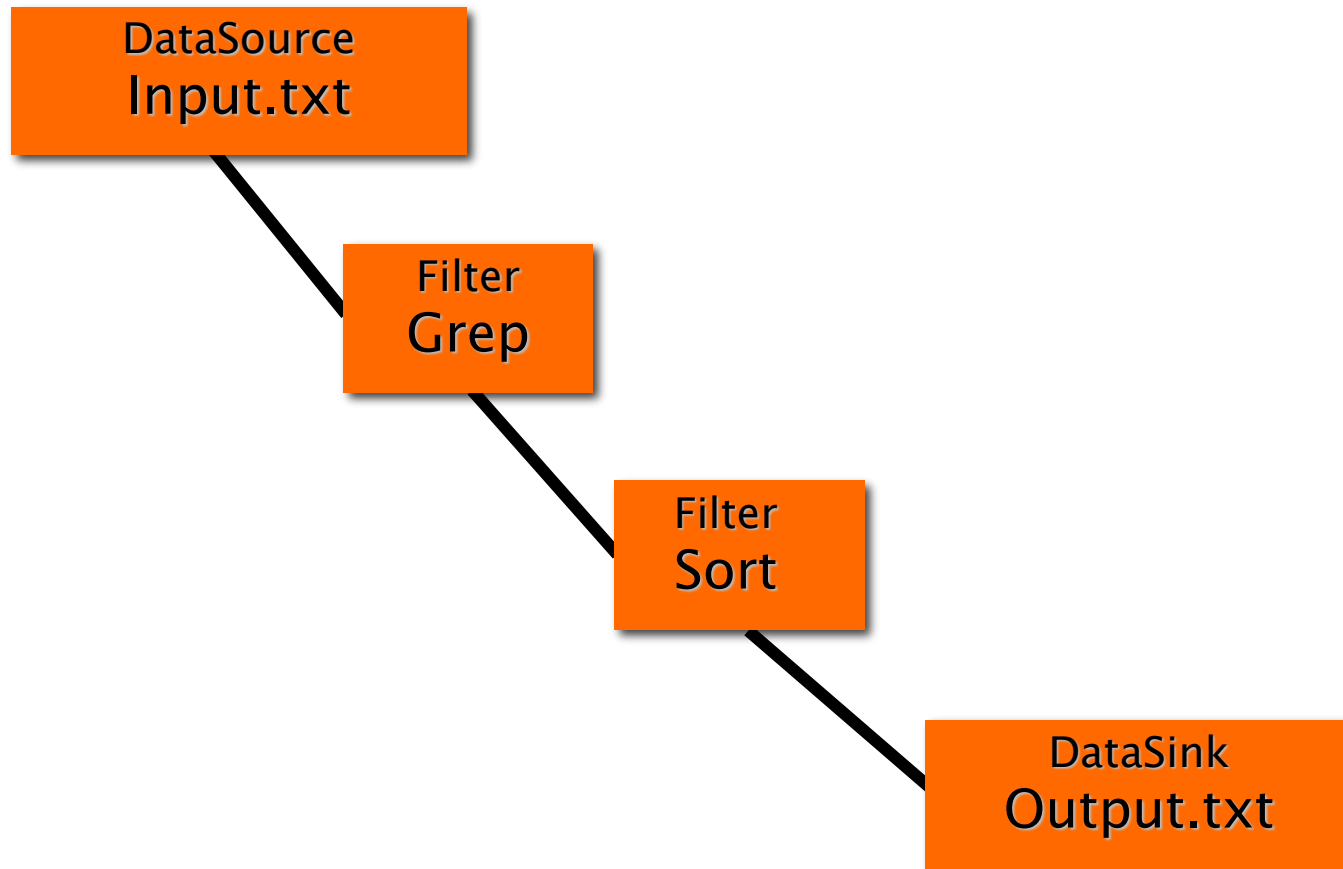 DataSource
Input.txt
Filter
Grep
Filter
Sort
DataSink
Output.txt